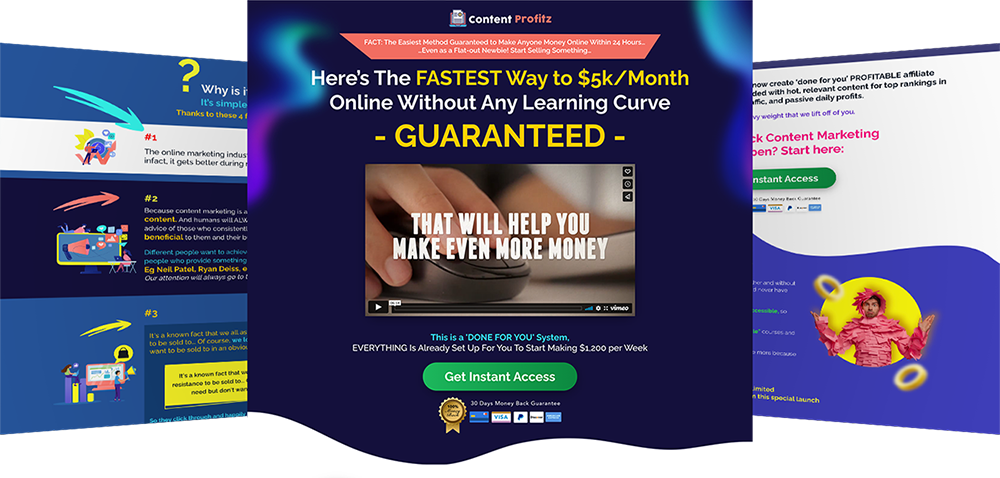 ?
Why is i
It's simple
Thanks to these 4 f
#1
The online marketing indus
infact, it gets better during r
#2
Because content marketing is a
content. And humans will ALW
advice of those who consistentl
beneficial to them and their b
Different people want to achiev
people who provide something
Eg Neil Patel, Ryan Deiss, e
Our attention will always go to t
#3
It's a known fact that we all as
to be sold to... Of course, we lo
want to be sold to in an obviou
It's a known fact that we
resistance to be sold to...
need but don't wan
So they click through and happily
Content Profitz
FACT: The Easiest Method Guaranteed to Make Anyone Money Online Within 24 Hours...
...Even as a Flat-out Newbie! Start Selling Something...
Here's The FASTEST Way to $5k/Month
Online Without Any Learning Curve
- GUARANTEED -
THAT WILL HELP YOU
MAKE EVEN MORE MONEY
vimeo
This is a 'DONE FOR YOU' System,
EVERYTHING Is Already Set Up For You To Start Making $1,200 per Week
Get Instant Access
30 Days Money Back Guarantee
VISA
PayPal
now create 'done for you' PROFITABLE affiliate
ded with hot, relevant content for top rankings in
ffic, and passive daily profits.
vy weight that we lift off of you.
ck Content Marketing
pen? Start here:
nstant Access
30 Days Money Back Guarantee
VISA
her and without
d never have
cessible, so
courses and
o more because
imited
n this special launch